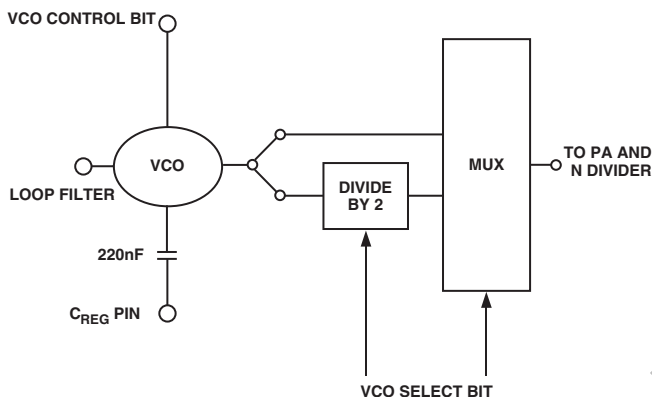 VCO CONTROL BIT
VCO
LOOP FILTER
220nF
CREG PIN
DIVIDE
BY 2
MUX
TO PA AND
N DIVIDER
VCO SELECT BIT